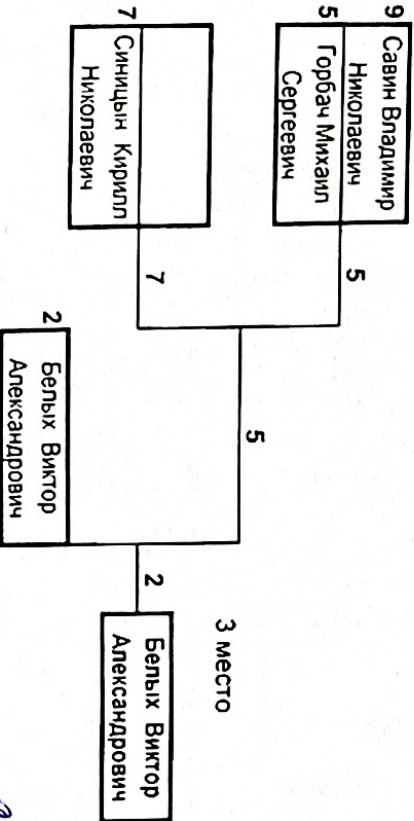 9
Савин Владимир
Николаевич
5
Горбач Михаил
Сергеевич
5
7
Синицын Кирилл
Николаевич
7
5
2
Белых Виктор
Александрович
2
3 место
Белых Виктор
Александрович